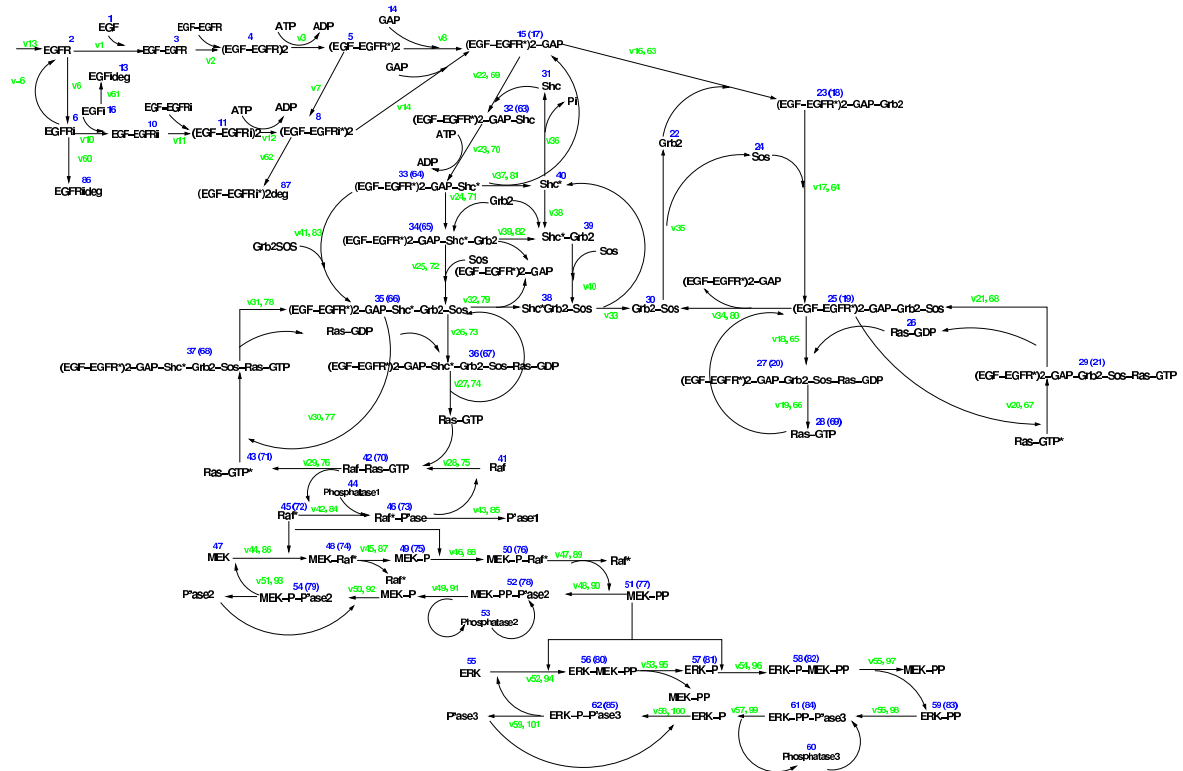 1
EGF
14
GAP
2
EGFR
v13
v1
3
EGF-EGFR
EGF-EGFR
v2
4
(EGF-EGFR)2
ATP
ADP
v3
5
(EGF-EGFR*)2
v8
15 (17)
(EGF-EGFR*)2-GAP
v16, 63
GAP
13
EGFideg
v61
EGFi
16
v6
6
EGFRi
v10
10
EGF-EGFRi
v11
11
(EGF-EGFRi)2
ATP
ADP
v12
8
(EGF-EGFRi*)2
v7
v14
v60
86
EGFRideg
v62
87
(EGF-EGFRi*)2deg
v22, 69
31
Shc
Pi
32 (63)
(EGF-EGFR*)2-GAP-Shc
ATP
ADP
v23, 70
v36
33 (64)
(EGF-EGFR*)2-GAP-Shc*
v37, 81
40
Shc*
v24, 71
Grb2
v38
34(65)
(EGF-EGFR*)2-GAP-Shc*-Grb2
v39, 82
39
Shc*-Grb2
v41, 83
Grb2SOS
v25, 72
Sos
(EGF-EGFR*)2-GAP
Sos
v40
22
Grb2
24
Sos
v35
23(18)
(EGF-EGFR*)2-GAP-Grb2
v17, 64
(EGF-EGFR*)2-GAP
v31, 78
35 (66)
(EGF-EGFR*)2-GAP-Shc*-Grb2-Sos
v32, 79
38
Shc*Grb2-Sos
v33
30
Grb2-Sos
v34, 80
25 (19)
(EGF-EGFR*)2-GAP-Grb2-Sos
v21, 68
Ras-GDP
v26, 73
v18, 65
26
Ras-GDP
37 (68)
(EGF-EGFR*)2-GAP-Shc*-Grb2-Sos-Ras-GTP
36 (67)
(EGF-EGFR*)2-GAP-Shc*-Grb2-Sos-Ras-GDP
27 (20)
(EGF-EGFR*)2-GAP-Grb2-Sos-Ras-GDP
29 (21)
(EGF-EGFR*)2-GAP-Grb2-Sos-Ras-GTP
v27, 74
v19, 66
v20, 67
v30, 77
Ras-GTP
28 (69)
Ras-GTP
Ras-GTP*
43 (71)
Ras-GTP*
v29, 76
42 (70)
Raf-Ras-GTP
v28, 75
41
Raf
44
Phosphatase1
45 (72)
Raf*
v42, 84
46 (73)
Raf*-P'ase
v43, 85
P'ase1
47
MEK
v44, 86
48 (74)
MEK-Raf*
v45, 87
49 (75)
MEK-P
v46, 88
50 (76)
MEK-P-Raf*
v47, 89
Raf*
Raf*
P'ase2
v51, 93
54 (79)
MEK-P-P'ase2
v50, 92
MEK-P
v49, 91
52 (78)
MEK-PP-P'ase2
v48, 90
51 (77)
MEK-PP
53
Phosphatase2
55
ERK
v52, 94
56 (80)
ERK-MEK-PP
v53, 95
57 (81)
ERK-P
v54, 96
58 (82)
ERK-P-MEK-PP
MEK-PP
MEK-PP
P'ase3
v59, 101
62 (85)
ERK-P-P'ase3
v58, 100
ERK-P
v57, 99
61 (84)
ERK-PP-P'ase3
59 (83)
ERK-PP
60
Phosphatase3